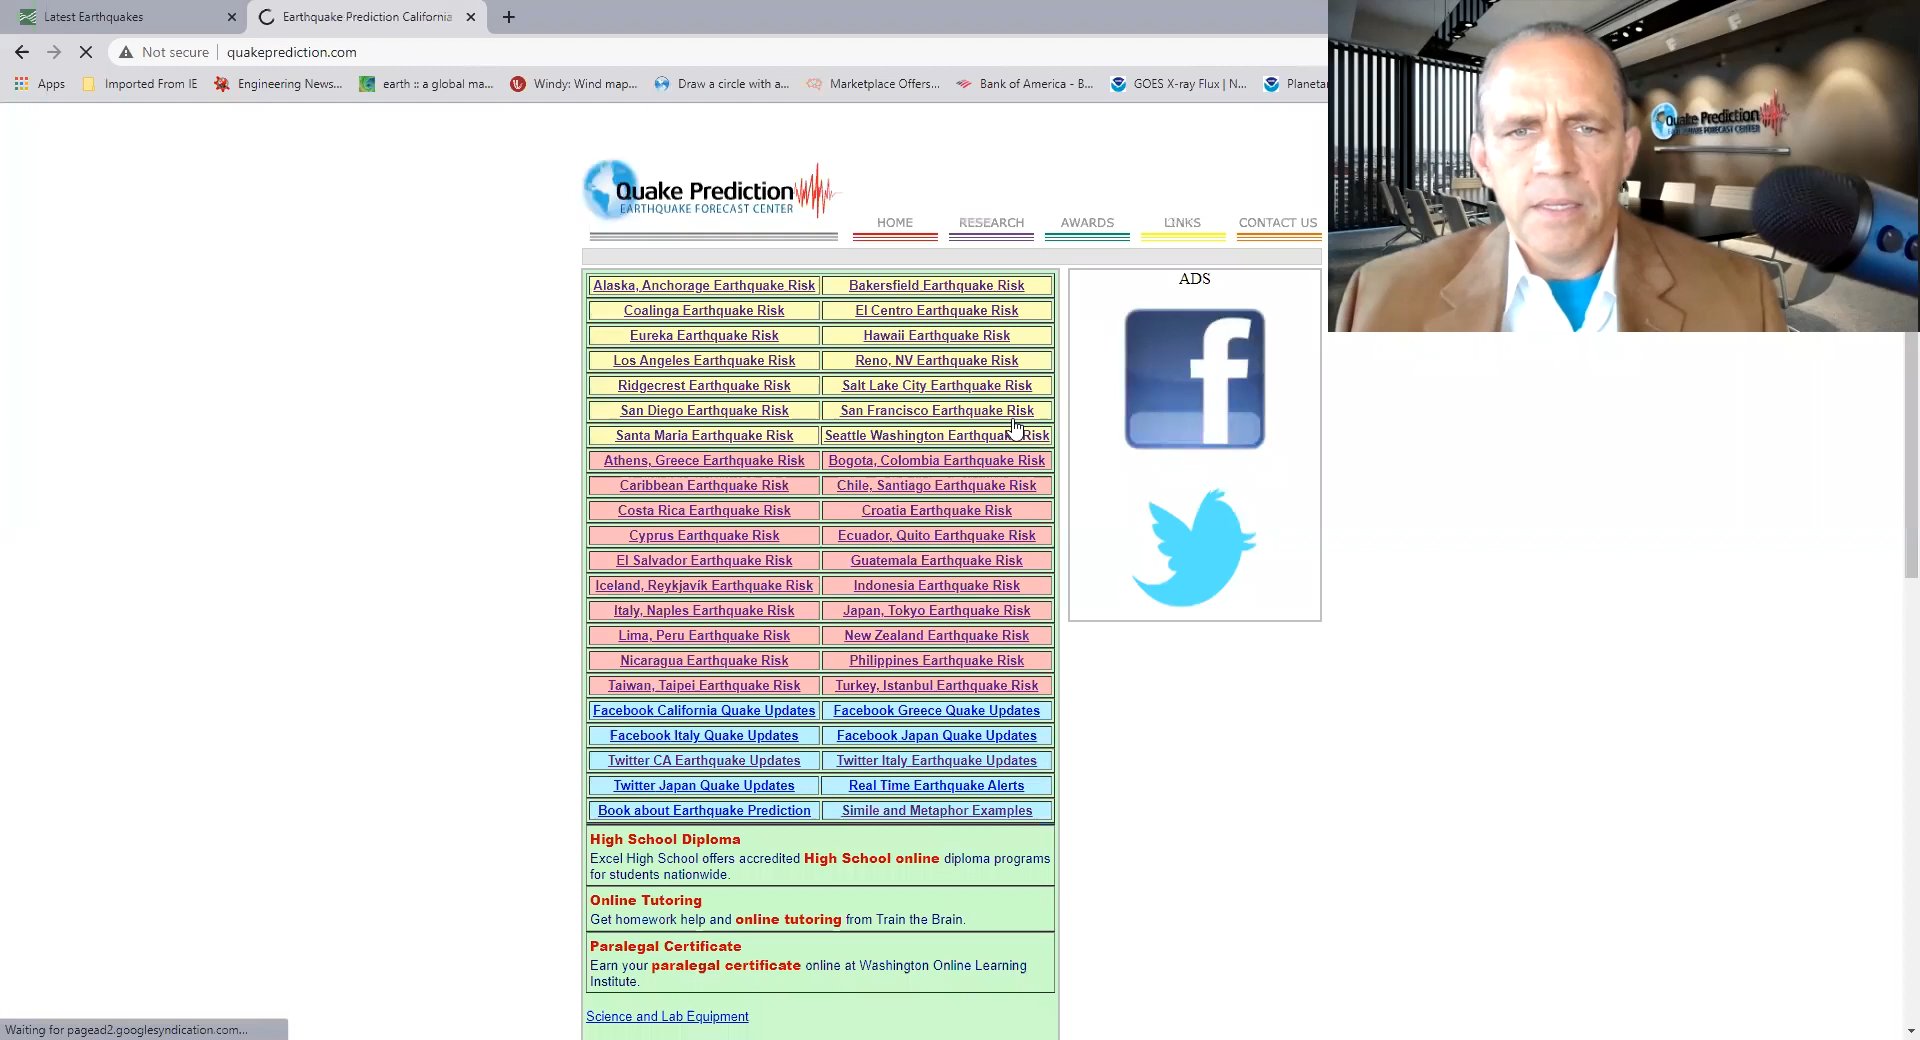 Latest Earthquakes
Earthquake Prediction California
Not secure
quakeprediction.com
Apps
Imported From IE
Engineering News...
earth :: a global ma...
Windy: Wind map...
Draw a circle with a...
Marketplace Offers...
Bank of America - B...
GOES X-ray Flux | N...
Planetar
Quake Prediction
EARTHQUAKE FORECAST CENTER
Quake Prediction
EARTHQUAKE FORECAST CENTER
HOME
RESEARCH
AWARDS
LINKS
CONTACT US
Alaska, Anchorage Earthquake Risk
Bakersfield Earthquake Risk
Coalinga Earthquake Risk
El Centro Earthquake Risk
Eureka Earthquake Risk
Hawaii Earthquake Risk
Los Angeles Earthquake Risk
Reno, NV Earthquake Risk
Ridgecrest Earthquake Risk
Salt Lake City Earthquake Risk
San Diego Earthquake Risk
San Francisco Earthquake Risk
Santa Maria Earthquake Risk
Seattle Washington Earthquake Risk
Athens, Greece Earthquake Risk
Bogota, Colombia Earthquake Risk
Caribbean Earthquake Risk
Chile, Santiago Earthquake Risk
Costa Rica Earthquake Risk
Croatia Earthquake Risk
Cyprus Earthquake Risk
Ecuador, Quito Earthquake Risk
El Salvador Earthquake Risk
Guatemala Earthquake Risk
Iceland, Reykjavík Earthquake Risk
Indonesia Earthquake Risk
Italy, Naples Earthquake Risk
Japan, Tokyo Earthquake Risk
Lima, Peru Earthquake Risk
New Zealand Earthquake Risk
Nicaragua Earthquake Risk
Philippines Earthquake Risk
Taiwan, Taipei Earthquake Risk
Turkey, Istanbul Earthquake Risk
Facebook California Quake Updates
Facebook Greece Quake Updates
Facebook Italy Quake Updates
Facebook Japan Quake Updates
Twitter CA Earthquake Updates
Twitter Italy Earthquake Updates
Twitter Japan Quake Updates
Real Time Earthquake Alerts
Book about Earthquake Prediction
Simile and Metaphor Examples
High School Diploma
Excel High School offers accredited High School online diploma programs
for students nationwide.
Online Tutoring
Get homework help and online tutoring from Train the Brain.
Paralegal Certificate
Earn your paralegal certificate online at Washington Online Learning
Institute.
Science and Lab Equipment
ADS
f
Waiting for pagead2.googlesyndication.com...